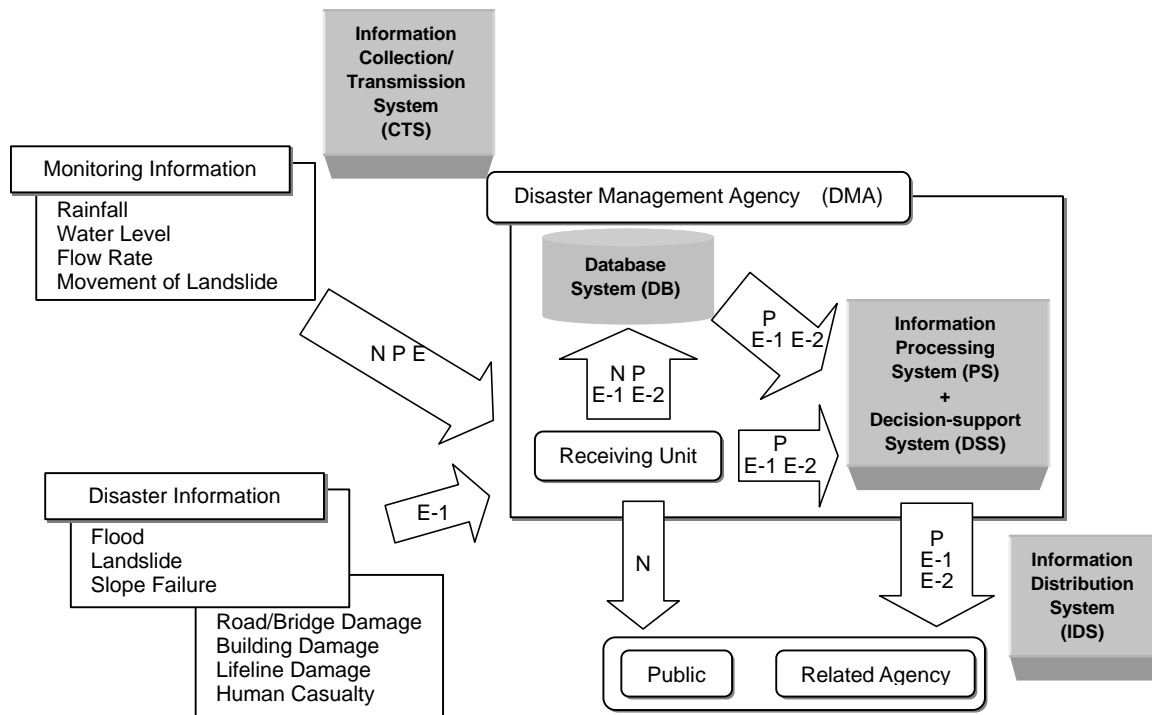 Information
Collection/
Transmission
System
(CTS)
Monitoring Information
Rainfall
Water Level
Flow Rate
Movement of Landslide
Disaster Management Agency (DMA)
Database
System (DB)
P
E-1 E-2
Information
Processing
System (PS)
+
Decision-support
System (DSS)
N P E
N P
E-1 E-2
Receiving Unit
P
E-1 E-2
Disaster Information
E-1
Flood
Landslide
Slope Failure
Road/Bridge Damage
Building Damage
Lifeline Damage
Human Casualty
N
P
E-1
E-2
Information
Distribution
System
(IDS)
Public
Related Agency